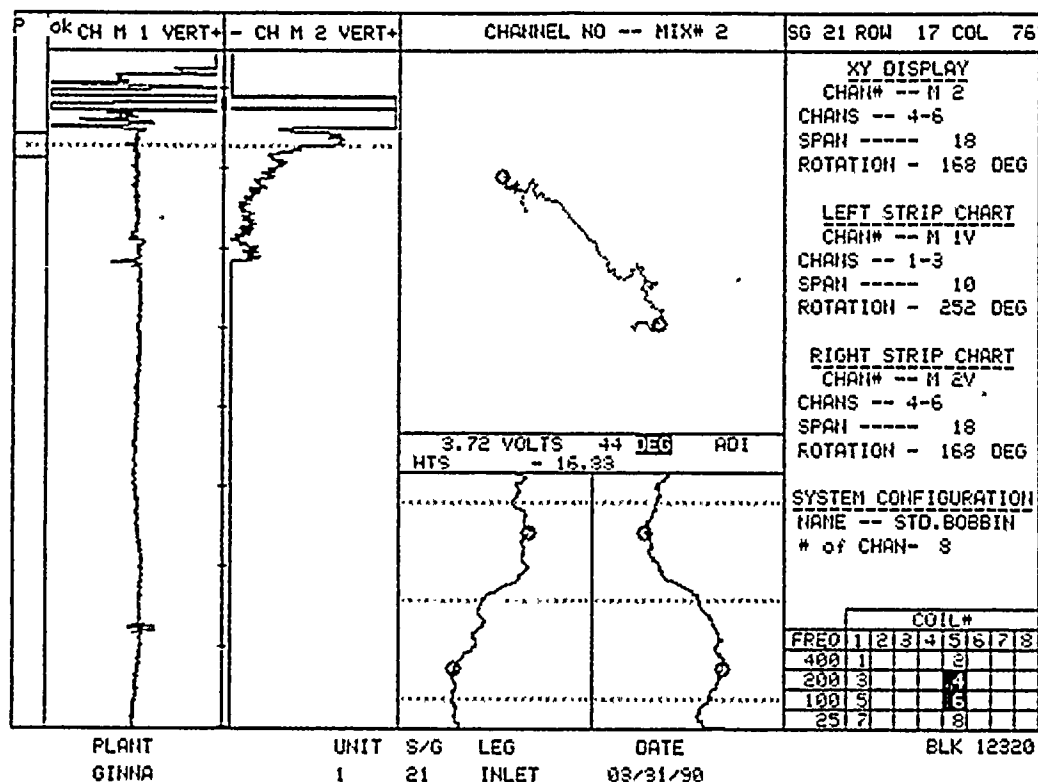 P ok CH M 1 VERT+ - CH M 2 VERT+ CHANNEL NO -- MIX# 2 SG 21 ROW 17 COL 76
XY DISPLAY
CHAN# -- M 2
CHANS -- 4-6
SPAN ----- 18
ROTATION - 168 DEG
LEFT STRIP CHART
CHAN# -- M 1V
CHANS -- 1-3
SPAN ----- 10
ROTATION - 252 DEG
RIGHT STRIP CHART
CHAN# -- M 2V
CHANS -- 4-6
SPAN ----- 18
ROTATION - 168 DEG
3.72 VOLTS 44 DEG ADI
HTS - 16.33
SYSTEM CONFIGURATION
NAME -- STD.BOBBIN
# of CHAN- 8
COIL#
FREQ 1 2 3 4 5 6 7 8
400 1 2
200 3 4
100 5 6
25 7 8
PLANT UNIT S/G LEG DATE BLK 12320
GINNA 1 21 INLET 03/31/90